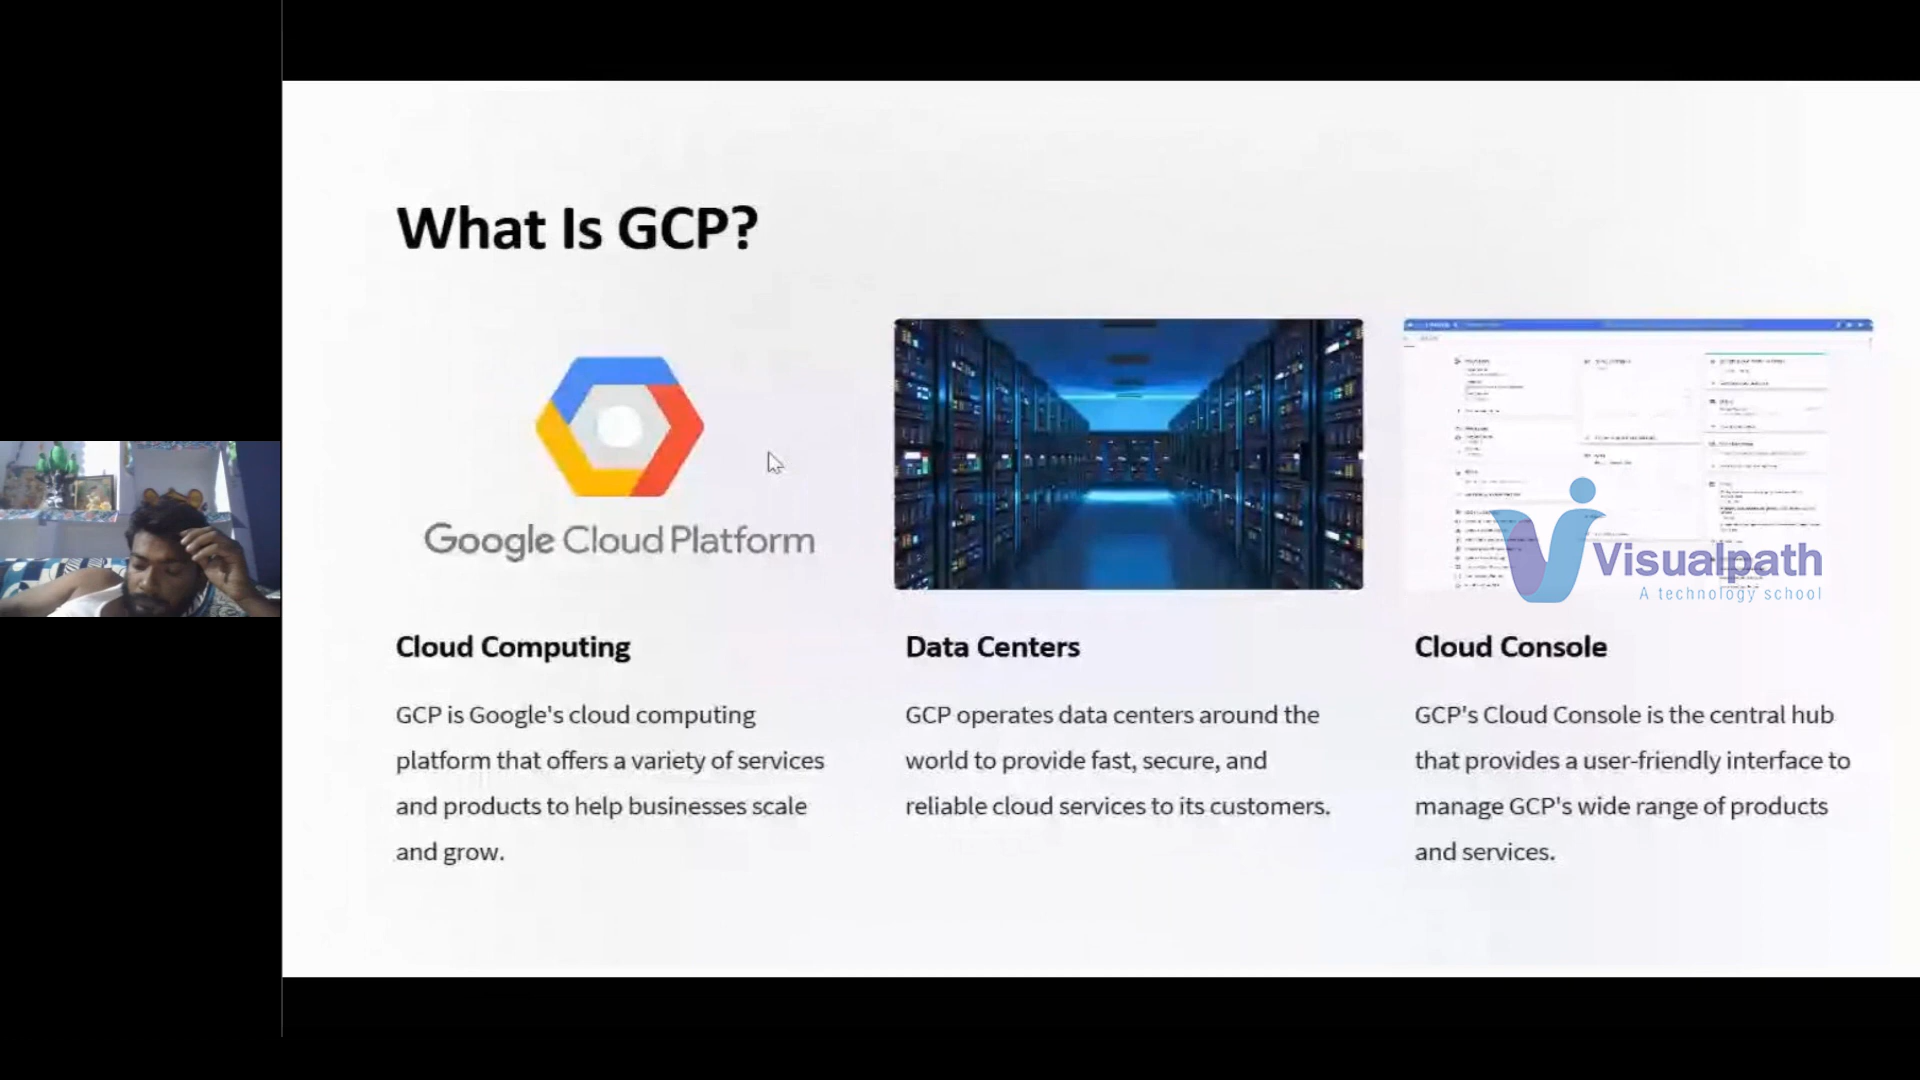 What Is GCP?
Google Cloud Platform
Visualpath
A technology school
Cloud Computing
GCP is Google's cloud computing
platform that offers a variety of services
and products to help businesses scale
and grow.
Data Centers
GCP operates data centers around the
world to provide fast, secure, and
reliable cloud services to its customers.
Cloud Console
GCP's Cloud Console is the central hub
that provides a user-friendly interface to
manage GCP's wide range of products
and services.